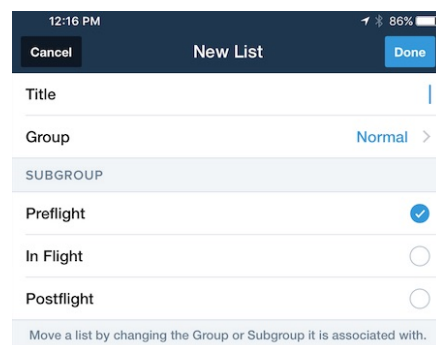 12:16 PM 86%
Cancel New List Done
Title
Group Normal
SUBGROUP
Preflight
In Flight
Postflight
Move a list by changing the Group or Subgroup it is associated with.